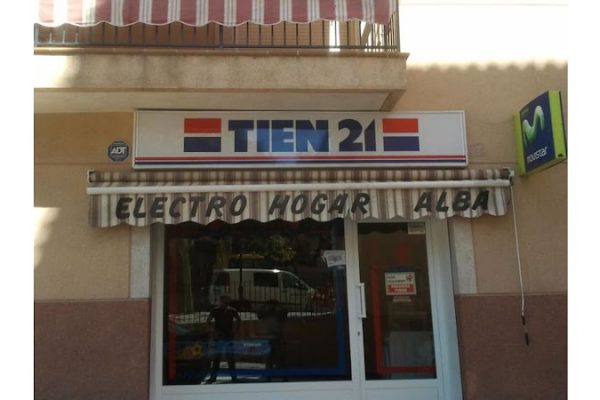 TIEN 21
ADT
movistar
ELECTRO HOGAR ALBA